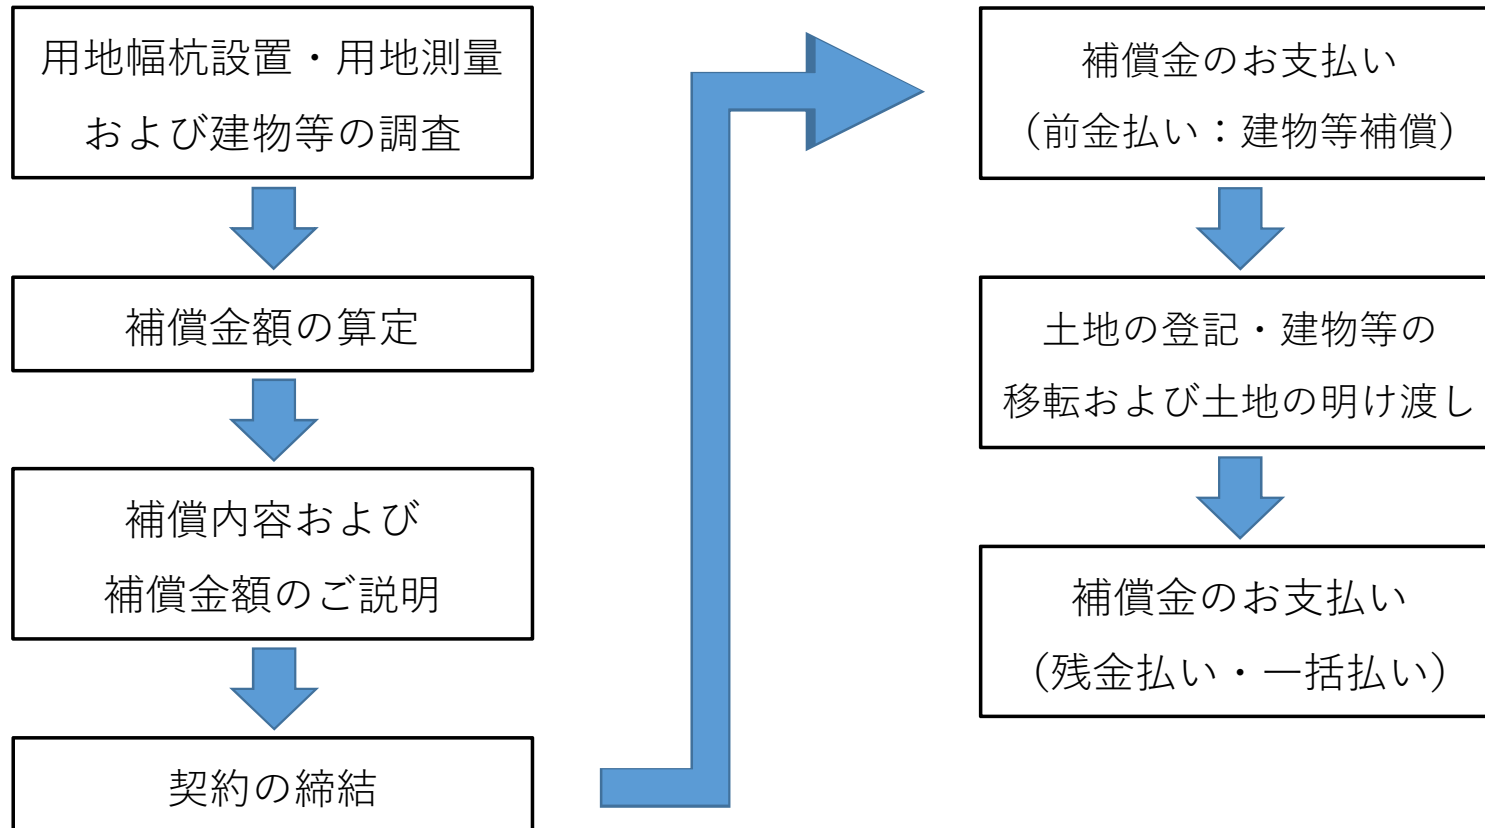 用地幅杭設置・用地測量
および建物等の調査
補償金額の算定
補償内容および
補償金額のご説明
契約の締結
補償金のお支払い
（前金払い：建物等補償）
土地の登記・建物等の
移転および土地の明け渡し
補償金のお支払い
（残金払い・一括払い）